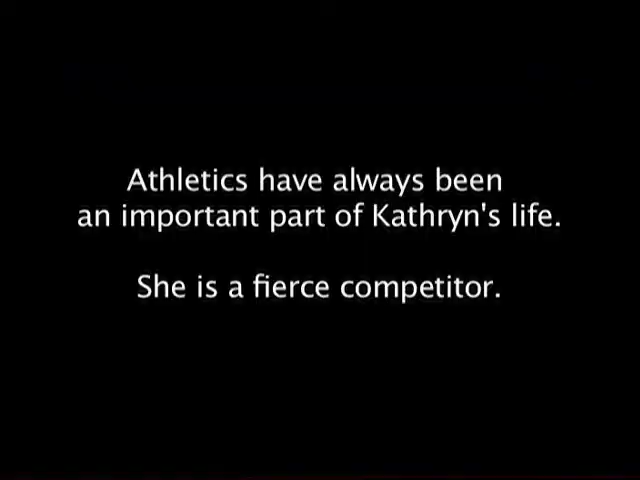 Athletics have always been
an important part of Kathryn's life.
She is a fierce competitor.